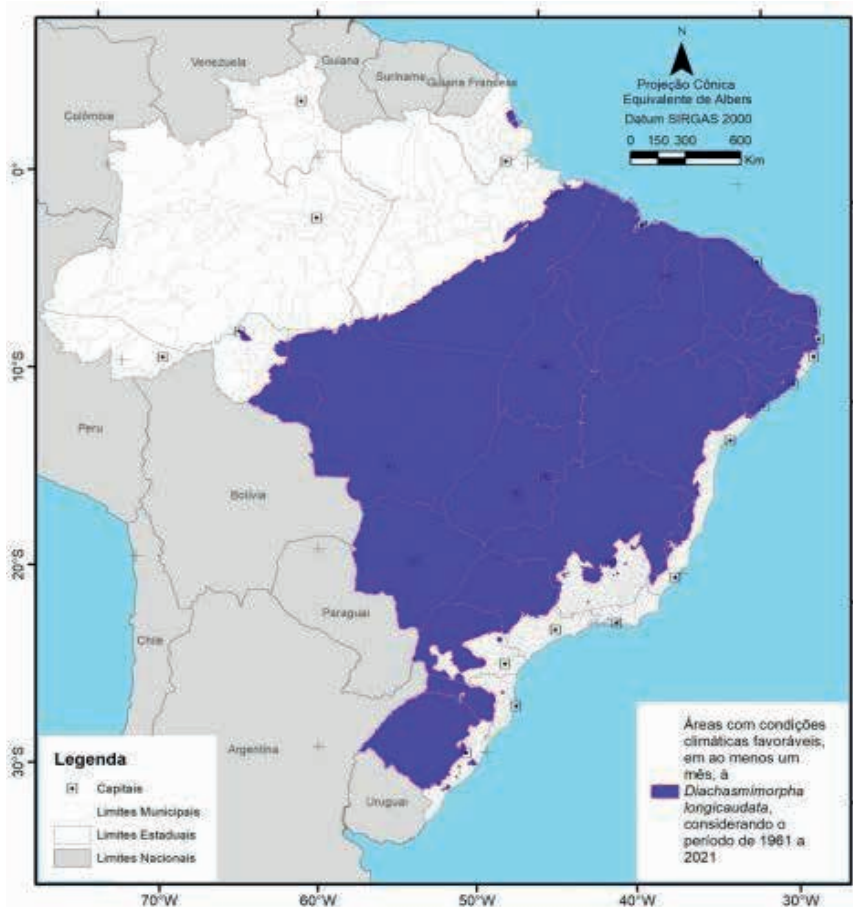 N
Projeção Cônica
Equivalente de Albers
Datum SIRGAS 2000
0 150 300 600
Km
Venezuela
Guiana
Suriname
Guiana Francesa
Colômbia
0°
10°S
Peru
Bolívia
20°S
Paraguai
Chile
Argentina
30°S
Uruguai
Legenda
Capitais
Limites Municipais
Limites Estaduais
Limites Nacionais
Áreas com condições
climáticas favoráveis,
em ao menos um
mês, à
Diachasmimorpha
longicaudata,
considerando o
período de 1961 a
2021
70°W 60°W 50°W 40°W 30°W